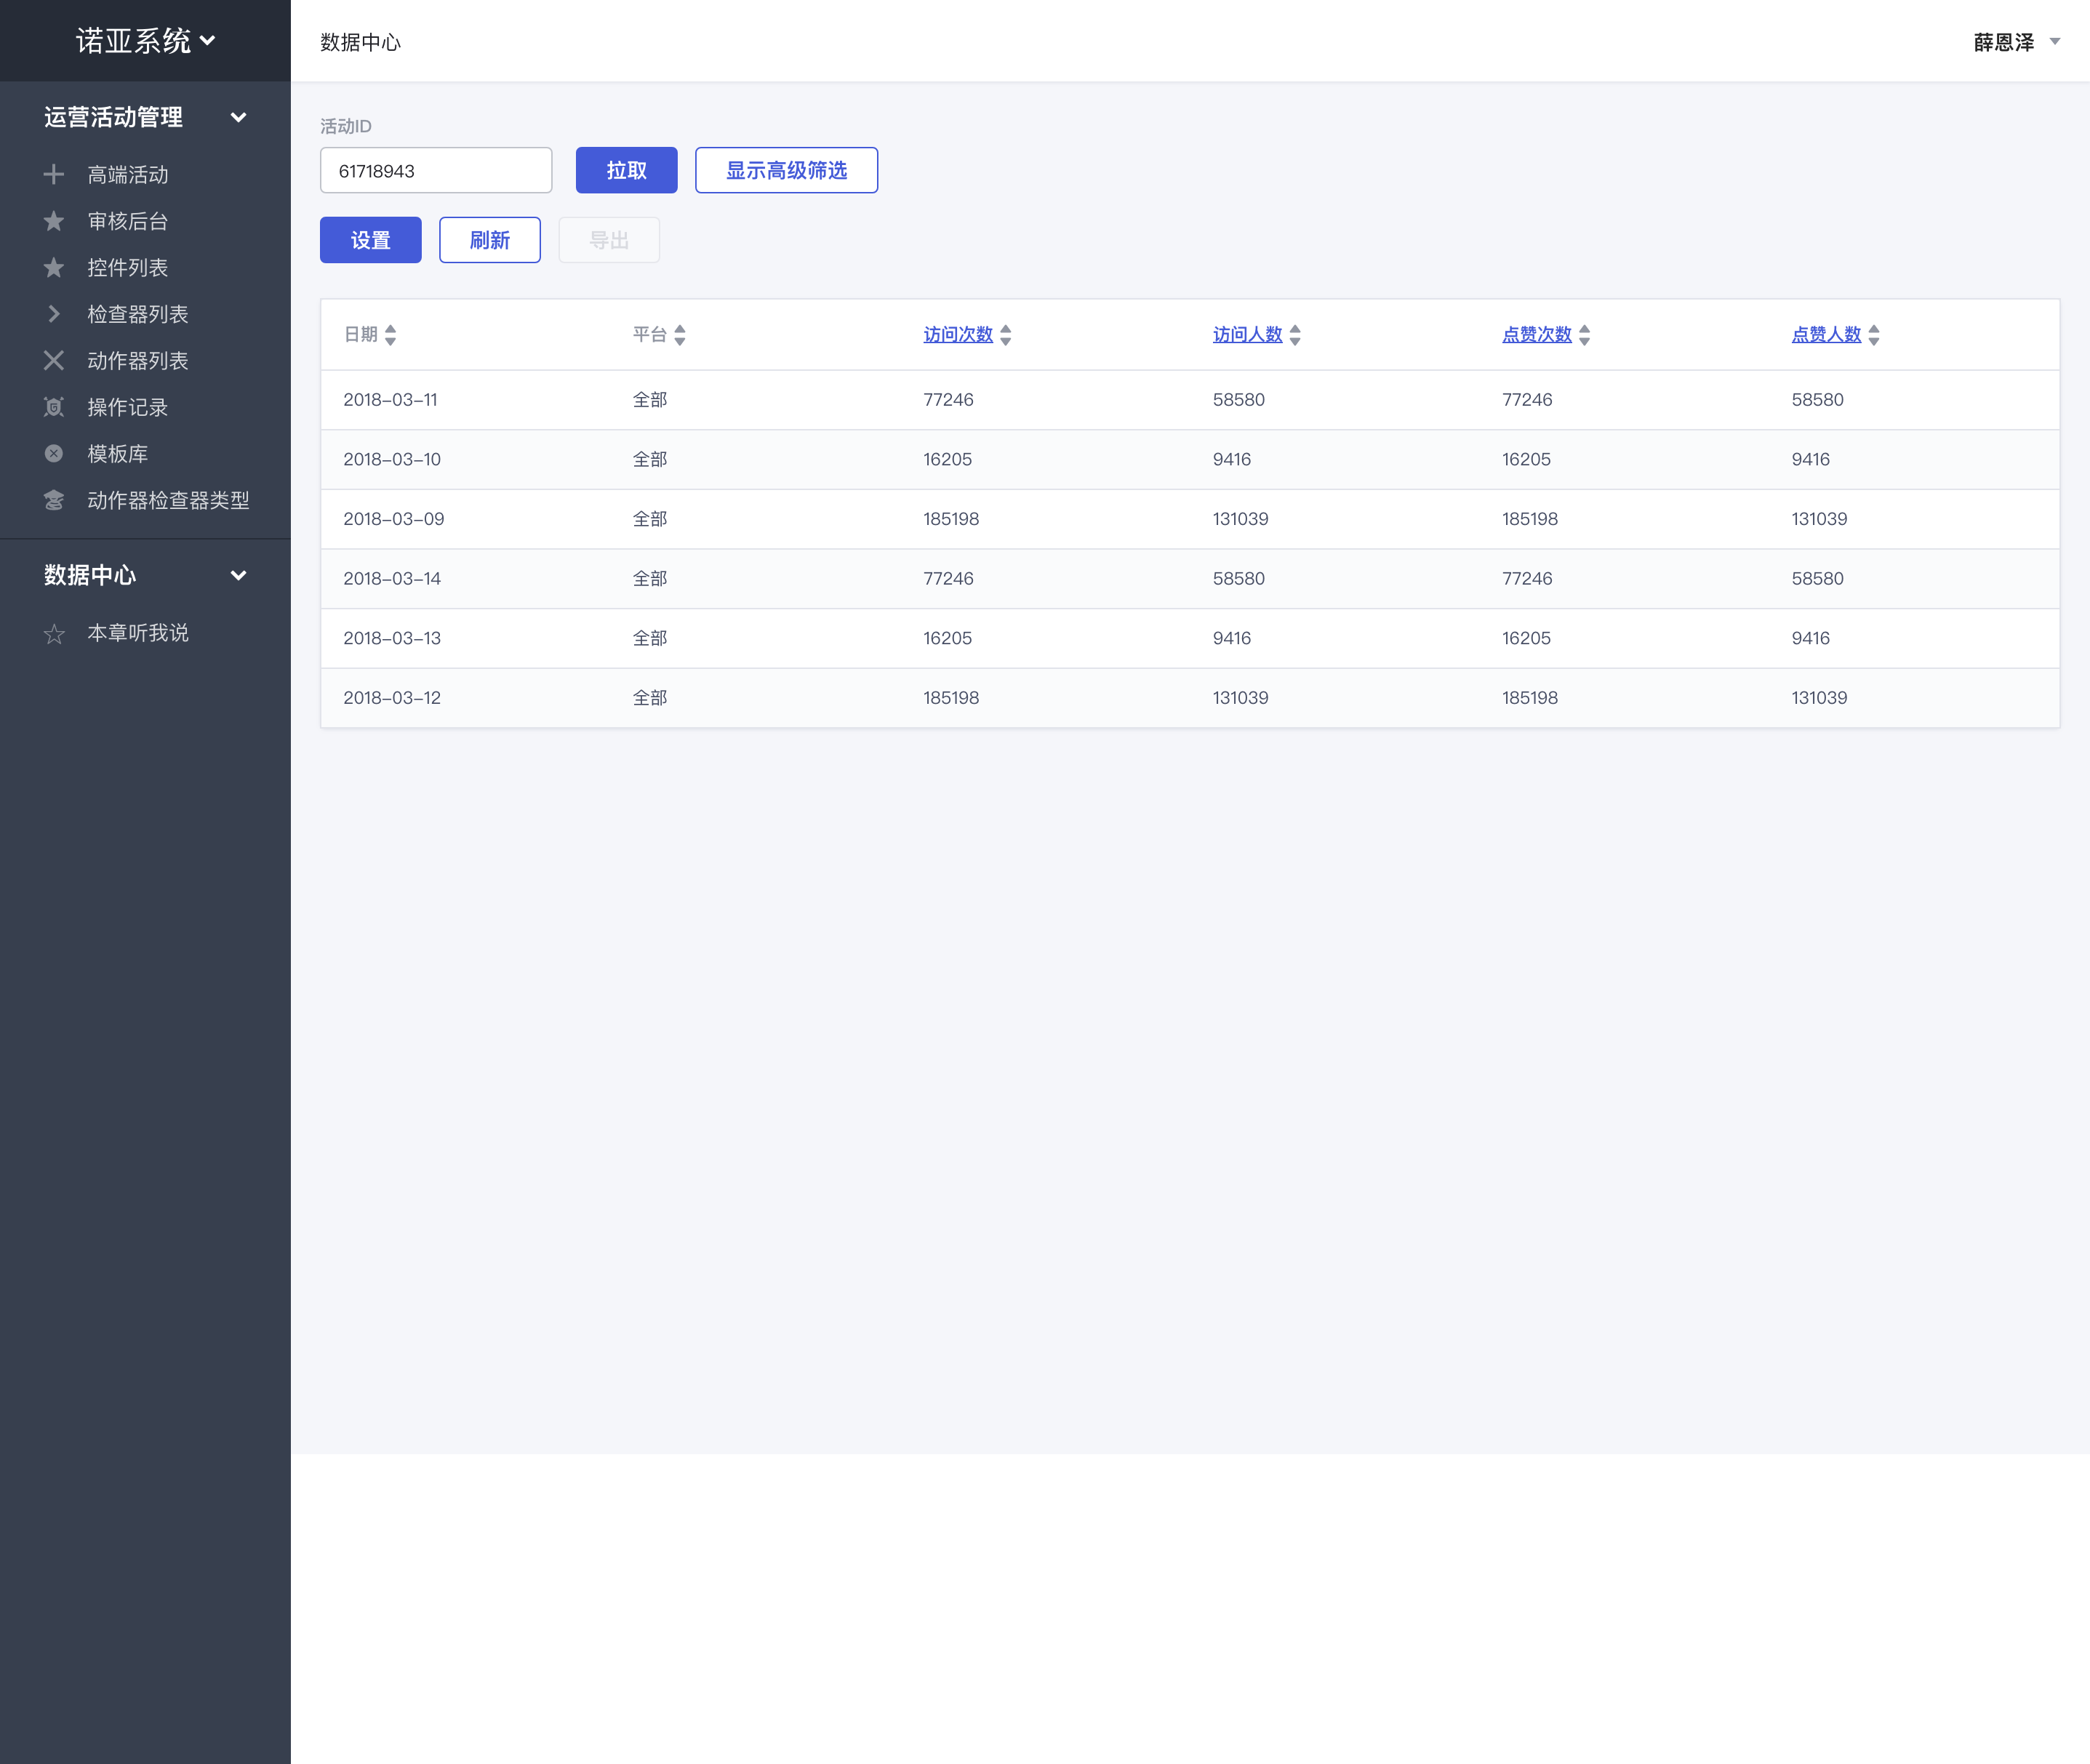 诺亚系统
数据中心
薛恩泽
运营活动管理
高端活动
审核后台
控件列表
检查器列表
动作器列表
操作记录
模板库
动作器检查器类型
数据中心
本章听我说
活动ID
61718943 拉取 显示高级筛选
设置 刷新 导出
日期 平台 访问次数 访问人数 点赞次数 点赞人数
2018-03-11 全部 77246 58580 77246 58580
2018-03-10 全部 16205 9416 16205 9416
2018-03-09 全部 185198 131039 185198 131039
2018-03-14 全部 77246 58580 77246 58580
2018-03-13 全部 16205 9416 16205 9416
2018-03-12 全部 185198 131039 185198 131039